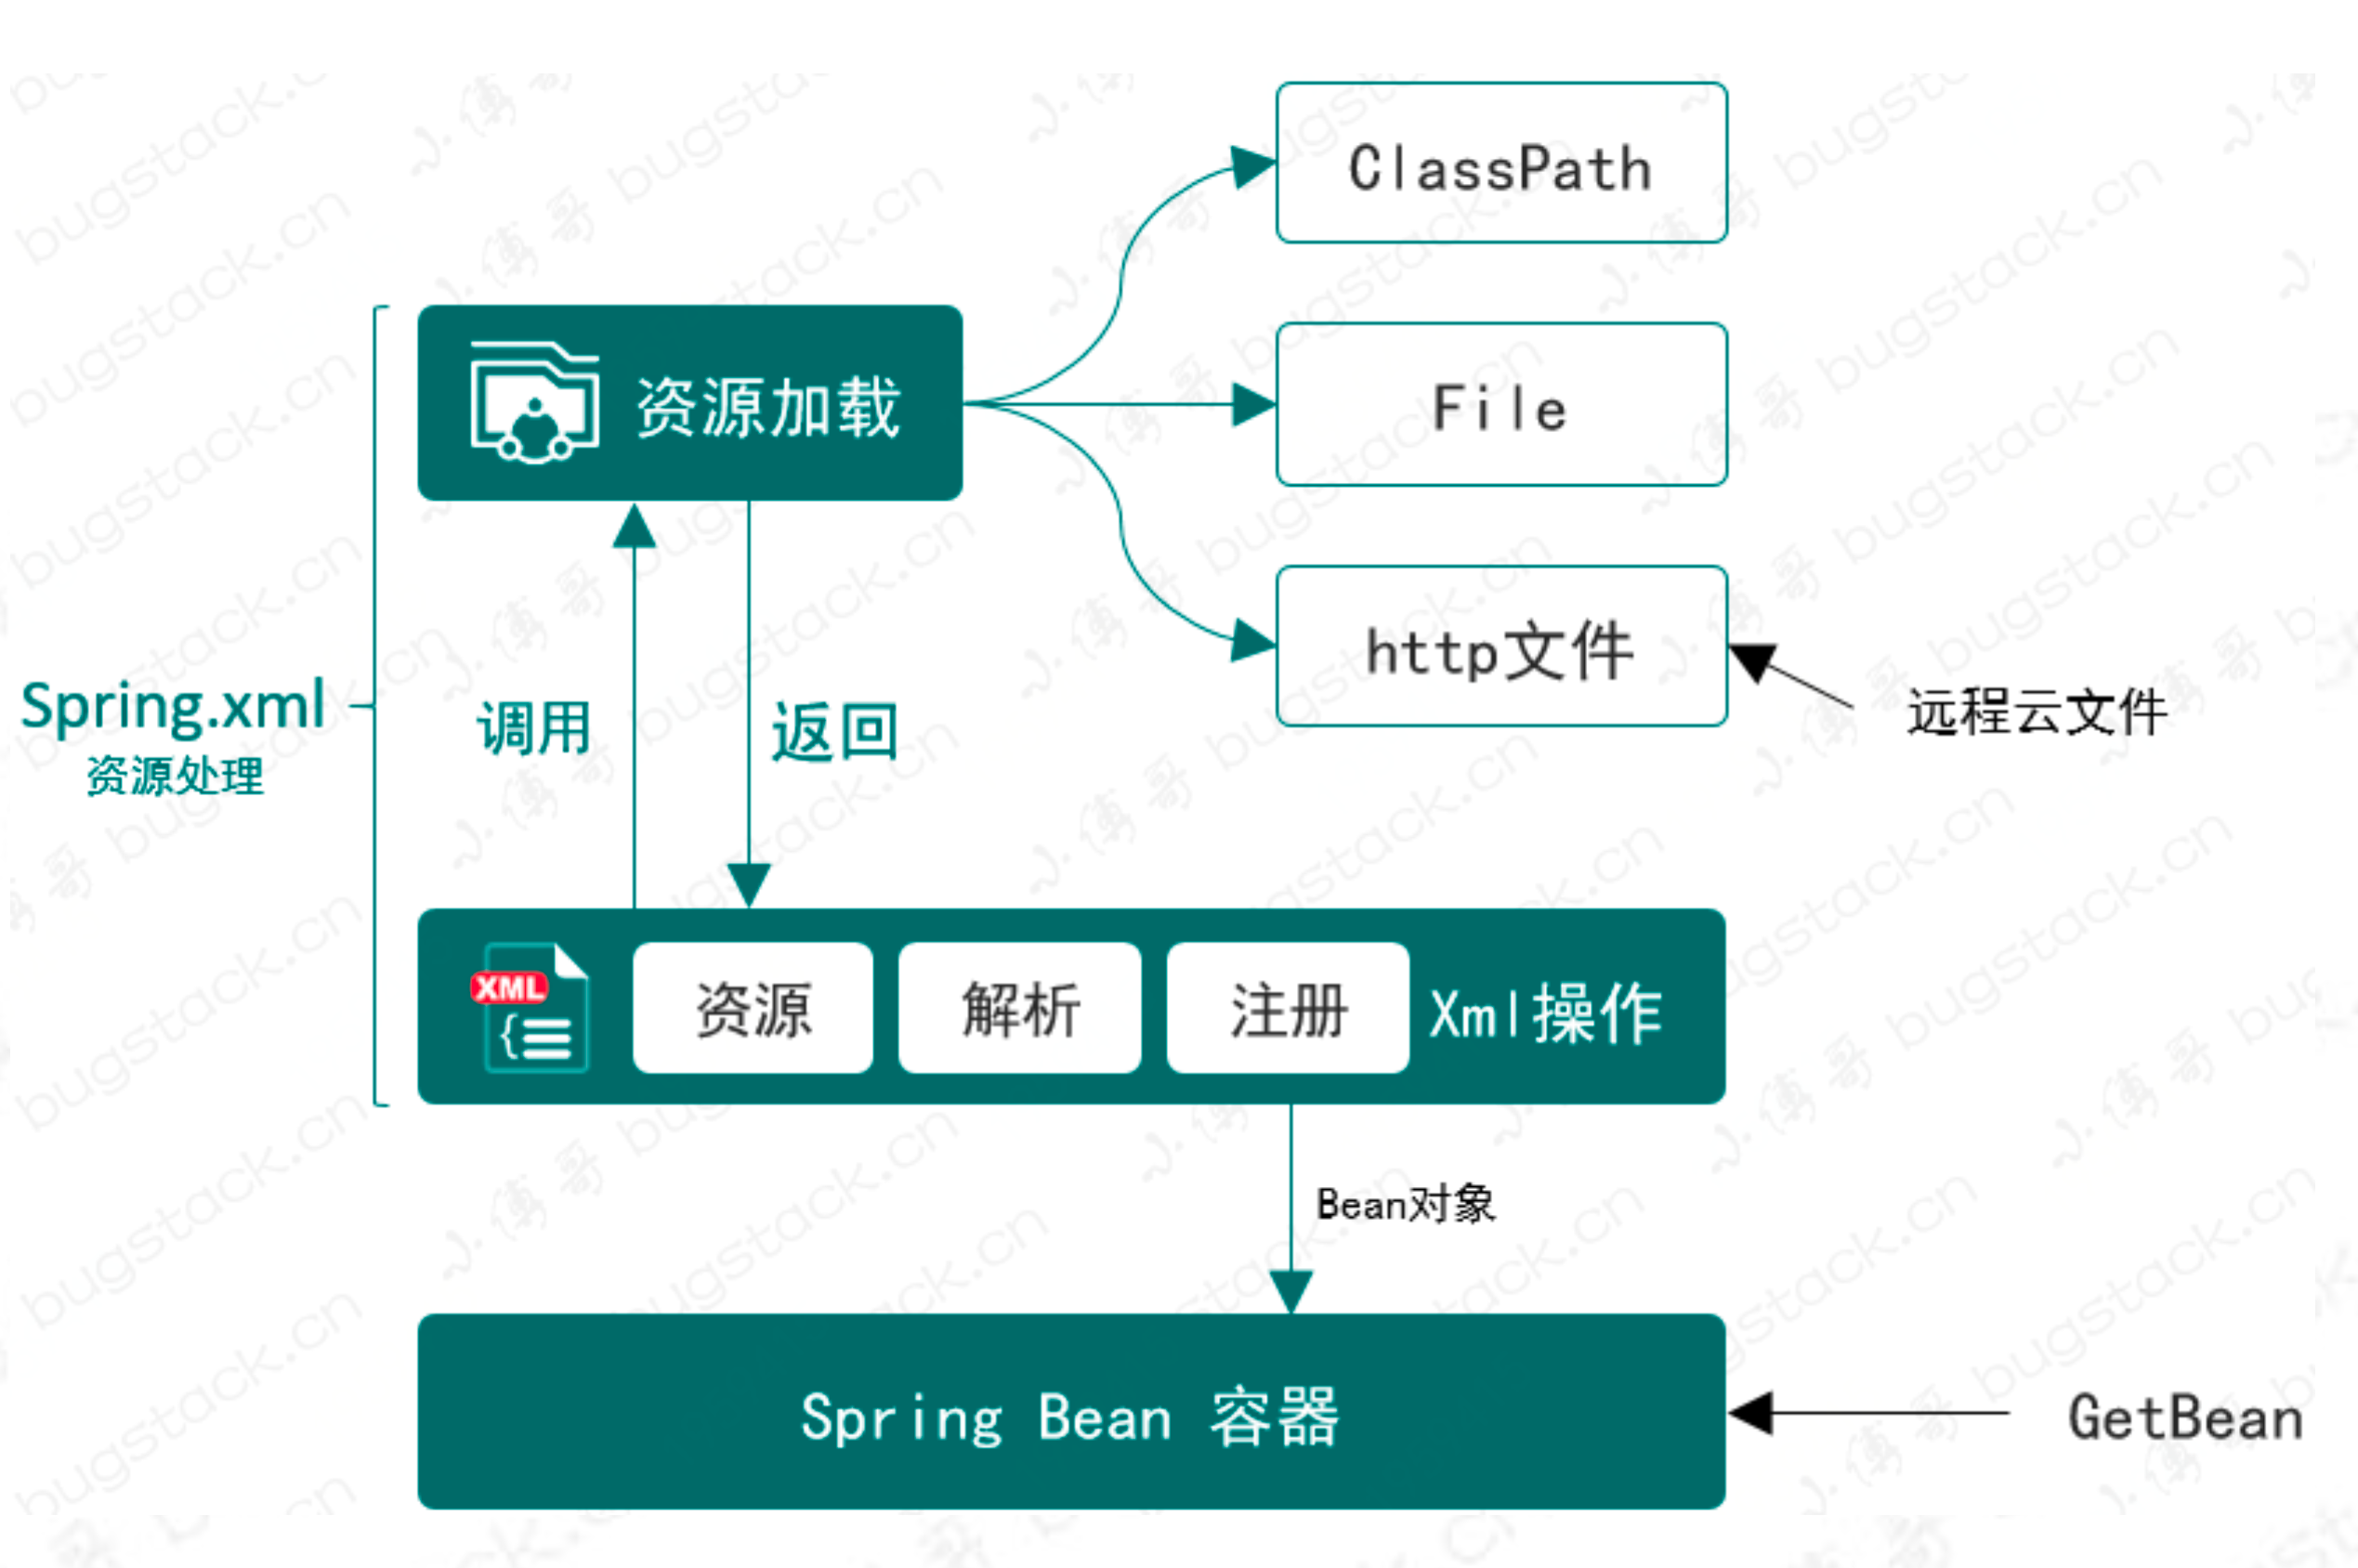 ClassPath
资源加载
File
http文件
远程云文件
Spring.xml
资源处理
调用
返回
XML
资源
解析
注册
Xml操作
Bean对象
Spring Bean 容器
GetBean
小傅哥 bugstack.cn